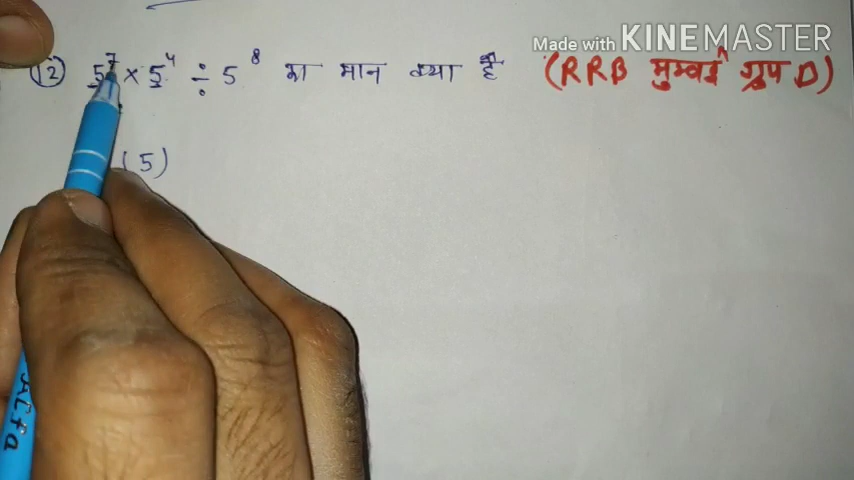 Made with KINEMASTER
(12) 5⁷ × 5⁴ ÷ 5⁸ का मान क्या है (RRB मुम्बई ग्रुप D)
(5)